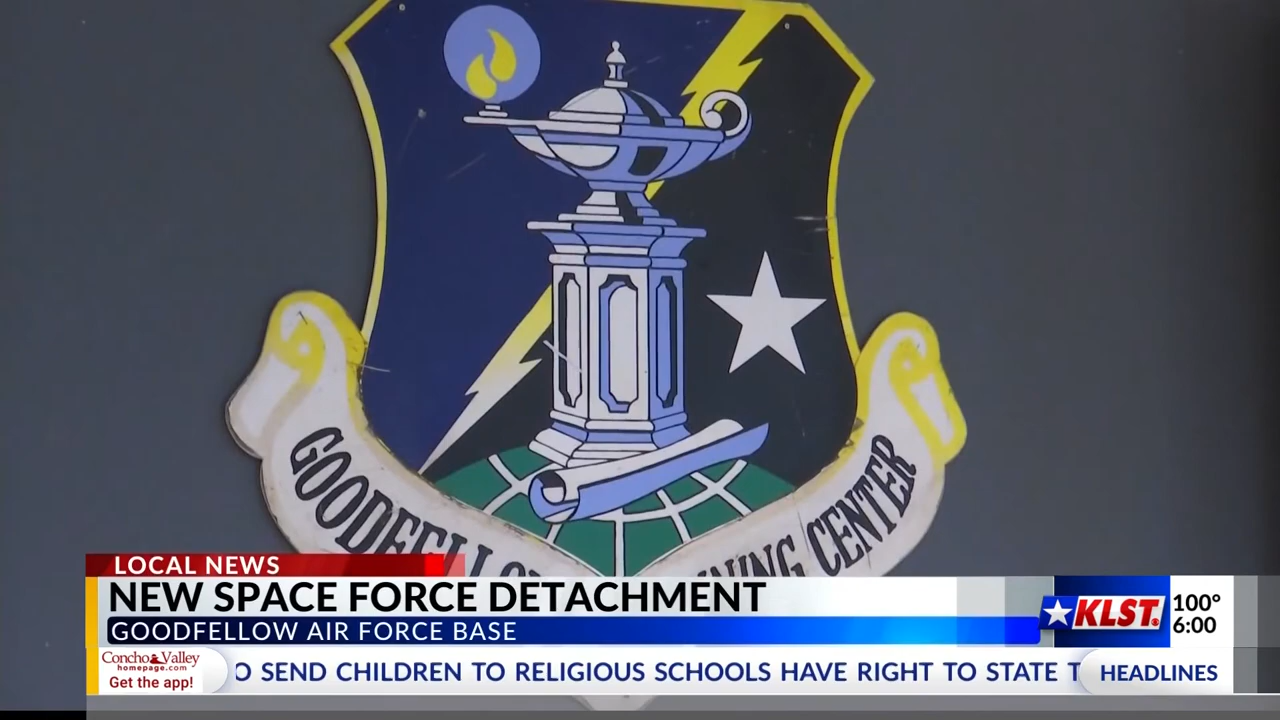 CENTER
LOCAL NEWS
NEW SPACE FORCE DETACHMENT
GOODFELLOW AIR FORCE BASE
KLST
100°
6:00
Concho Valley
homepage.com
Get the app!
SEND CHILDREN TO RELIGIOUS SCHOOLS HAVE RIGHT TO STATE
HEADLINES